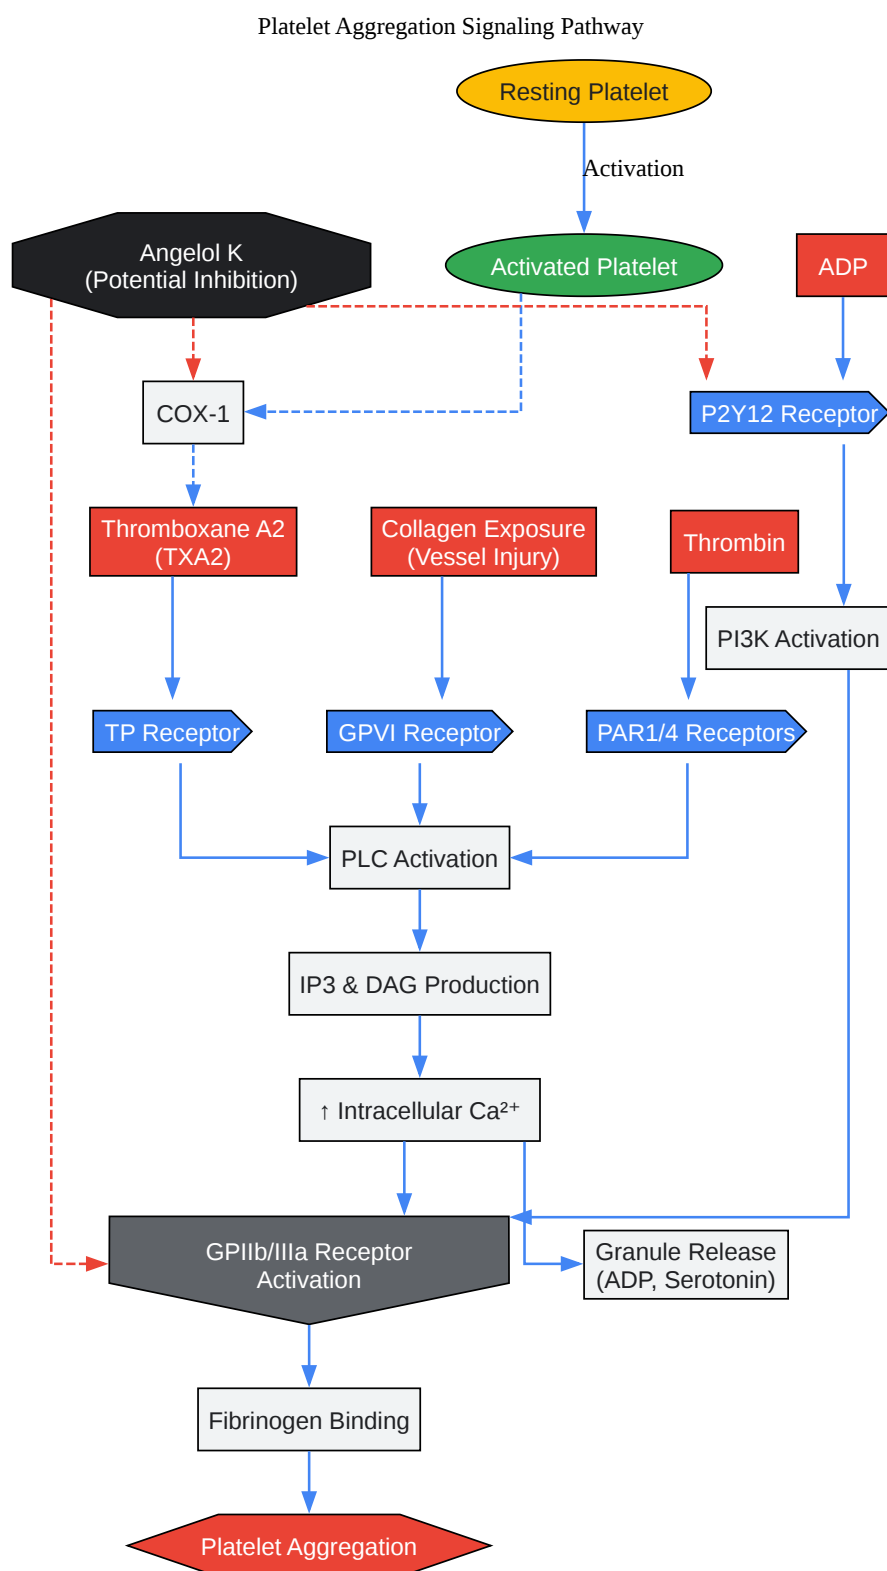 Platelet Aggregation Signaling Pathway
Resting Platelet
Activation
Angelol K
(Potential Inhibition)
Activated Platelet
ADP
COX-1
P2Y12 Receptor
Thromboxane A2
(TXA2)
Collagen Exposure
(Vessel Injury)
Thrombin
PI3K Activation
TP Receptor
GPVI Receptor
PAR1/4 Receptors
PLC Activation
IP3 & DAG Production
↑ Intracellular Ca²⁺
GPIIb/IIIa Receptor
Activation
Granule Release
(ADP, Serotonin)
Fibrinogen Binding
Platelet Aggregation